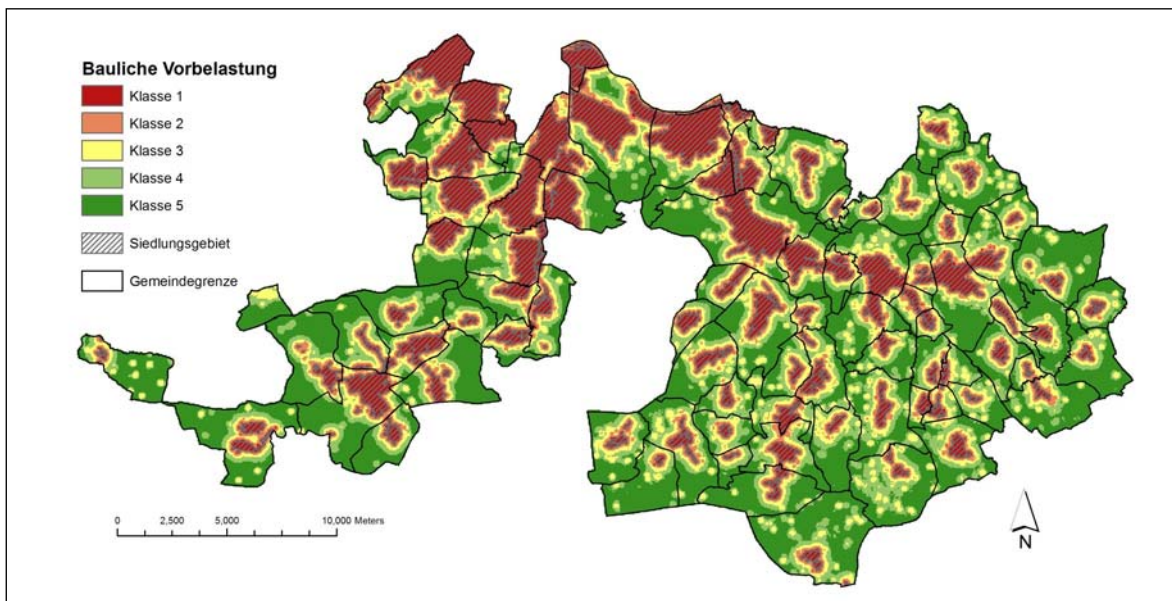 Bauliche Vorbelastung
Klasse 1
Klasse 2
Klasse 3
Klasse 4
Klasse 5
Siedlungsgebiet
Gemeindegrenze
0 2,500 5,000 10,000 Meters
N